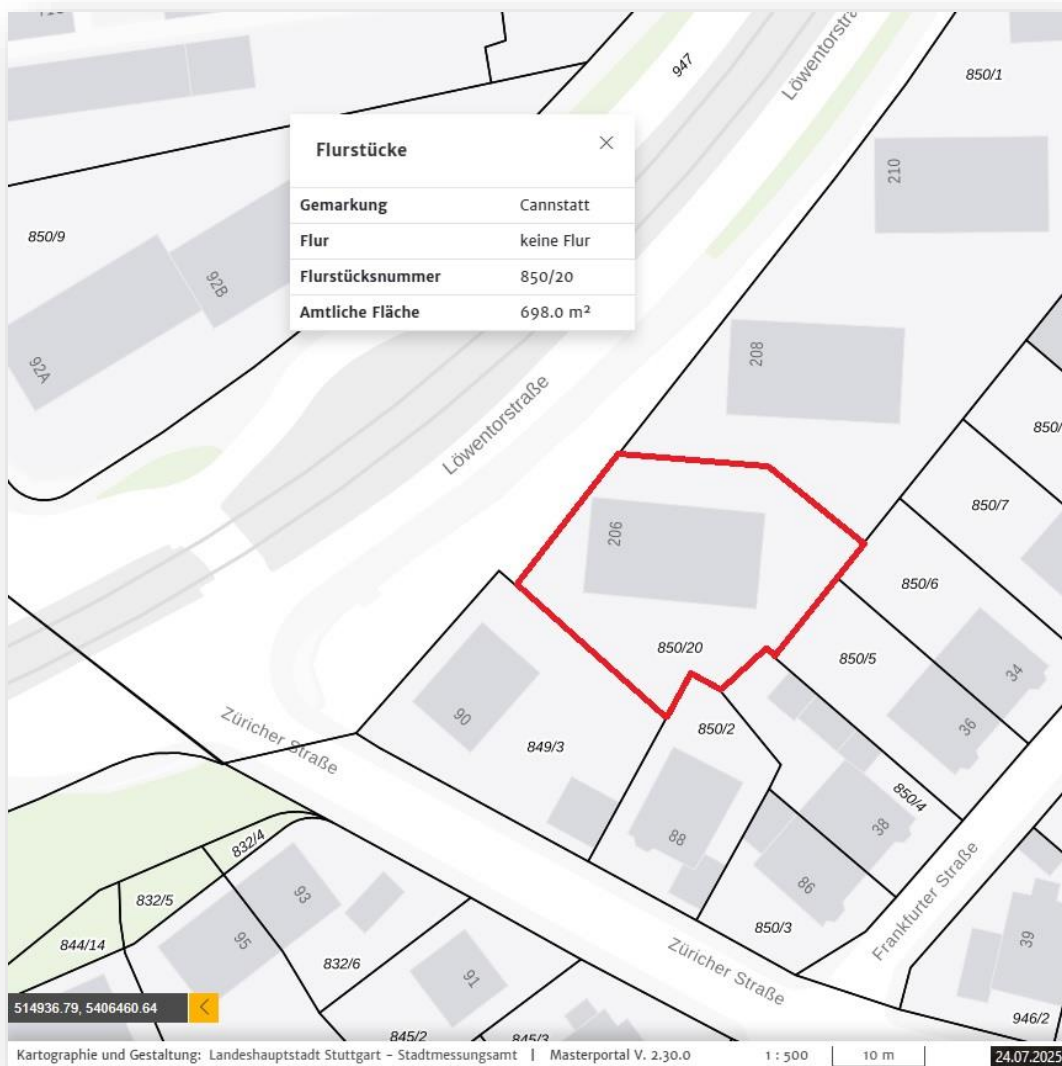 947
Löwentorstraße
850/1
210
Flurstücke
Gemarkung Cannstatt
Flur keine Flur
Flurstücksnummer 850/20
Amtliche Fläche 698.0 m²
850/9
92B
92A
208
Löwentorstraße
850/7
206
850/6
850/20
850/5
34
36
90
850/2
Züricher Straße
849/3
850/4
88
38
832/4
86
93
832/5
850/3
Frankfurter Straße
844/14
95
39
832/6
91
Züricher Straße
514936.79, 5406460.64
946/2
845/2
845/3
Kartographie und Gestaltung: Landeshauptstadt Stuttgart - Stadtmessungsamt | Masterportal V. 2.30.0 1 : 500 10 m 24.07.2025